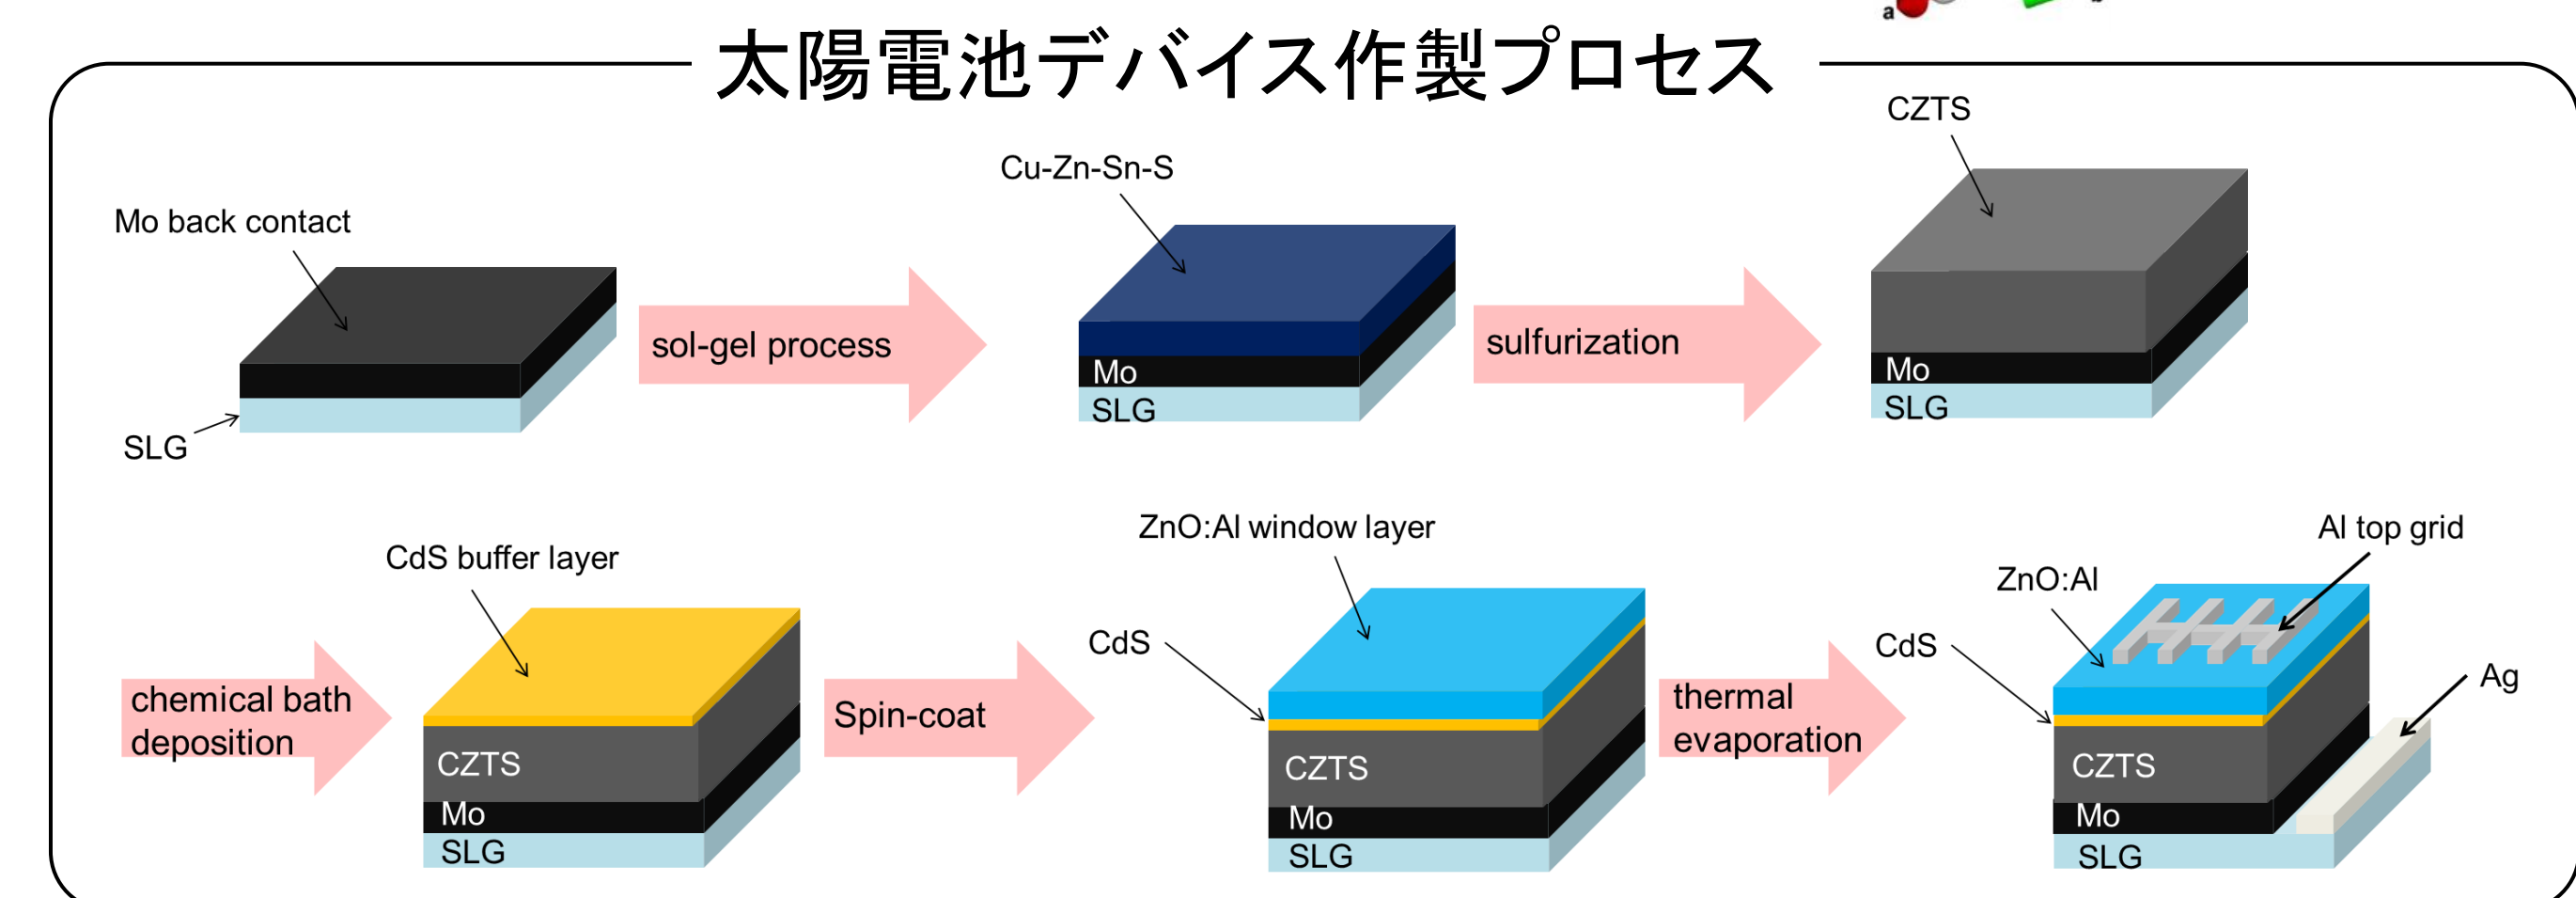 a
太陽電池デバイス作製プロセス
Mo back contact
SLG
sol-gel process
Cu-Zn-Sn-S
Mo
SLG
sulfurization
CZTS
Mo
SLG
chemical bath
deposition
CdS buffer layer
CZTS
Mo
SLG
Spin-coat
ZnO:Al window layer
CdS
CZTS
Mo
SLG
thermal
evaporation
Al top grid
ZnO:Al
CdS
Ag
CZTS
Mo
SLG